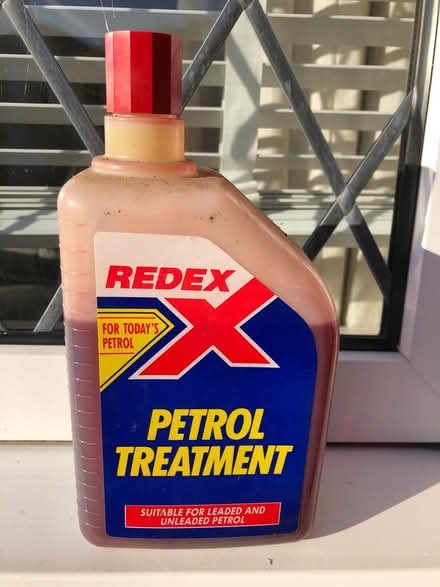 REDEX
X
FOR TODAY'S
PETROL
PETROL
TREATMENT
SUITABLE FOR LEADED AND
UNLEADED PETROL